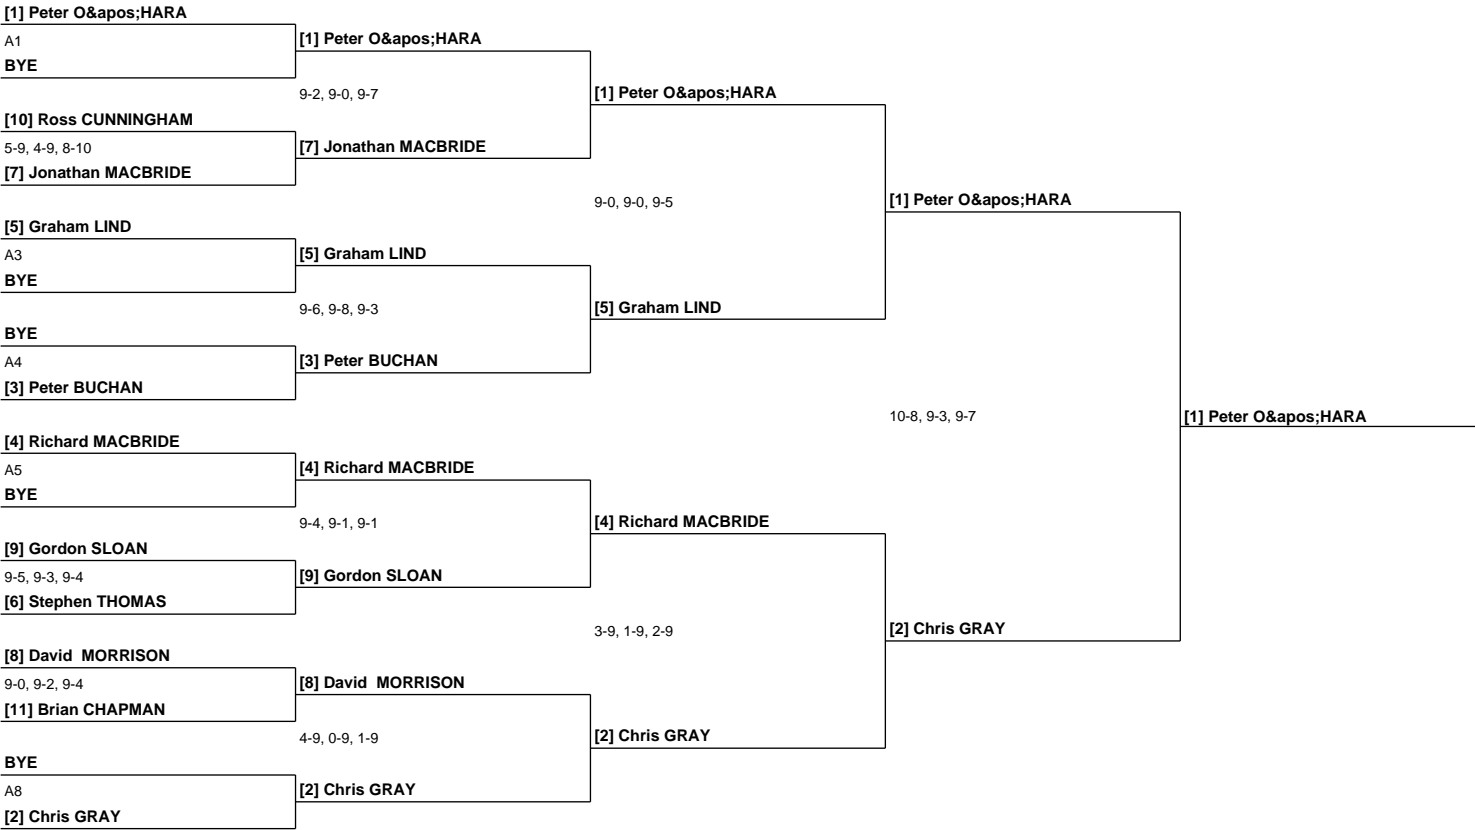 [1] Peter O&apos;HARA
A1
BYE
[10] Ross CUNNINGHAM
5-9, 4-9, 8-10
[7] Jonathan MACBRIDE
[5] Graham LIND
A3
BYE
BYE
A4
[3] Peter BUCHAN
[4] Richard MACBRIDE
A5
BYE
[9] Gordon SLOAN
9-5, 9-3, 9-4
[6] Stephen THOMAS
[8] David  MORRISON
9-0, 9-2, 9-4
[11] Brian CHAPMAN
BYE
A8
[2] Chris GRAY
[1] Peter O&apos;HARA
9-2, 9-0, 9-7
[7] Jonathan MACBRIDE
[5] Graham LIND
9-6, 9-8, 9-3
[3] Peter BUCHAN
[4] Richard MACBRIDE
9-4, 9-1, 9-1
[9] Gordon SLOAN
[8] David  MORRISON
4-9, 0-9, 1-9
[2] Chris GRAY
[1] Peter O&apos;HARA
9-0, 9-0, 9-5
[5] Graham LIND
[4] Richard MACBRIDE
3-9, 1-9, 2-9
[2] Chris GRAY
[1] Peter O&apos;HARA
10-8, 9-3, 9-7
[2] Chris GRAY
[1] Peter O&apos;HARA